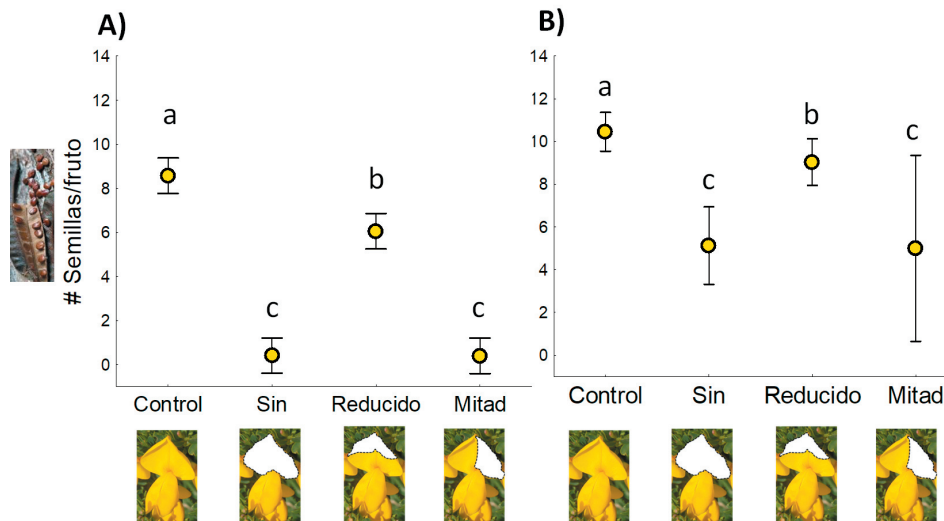 A)
14
12
10
8
6
4
2
0
# Semillas/fruto
a
c
b
c
Control Sin Reducido Mitad
B)
14
12
10
8
6
4
2
0
a
c
b
c
Control Sin Reducido Mitad